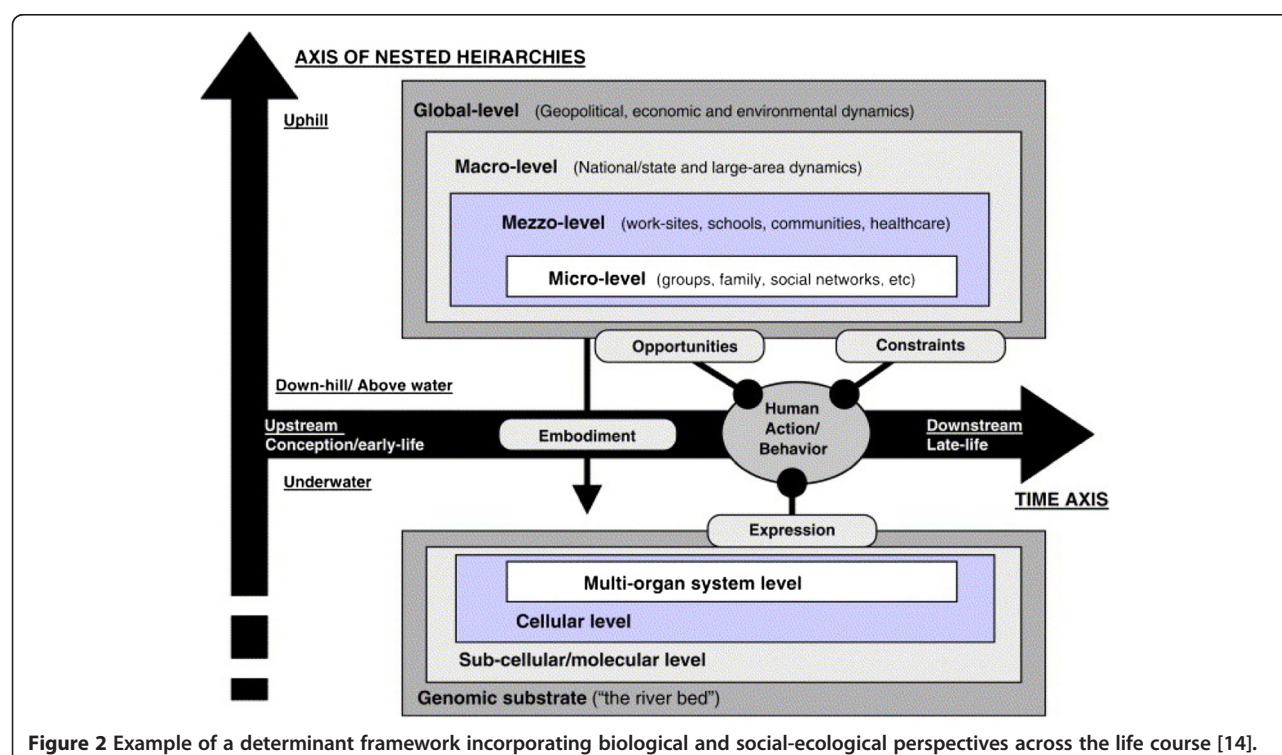 AXIS OF NESTED HEIRARCHIES
Uphill
Global-level (Geopolitical, economic and environmental dynamics)
Macro-level (National/state and large-area dynamics)
Mezzo-level (work-sites, schools, communities, healthcare)
Micro-level (groups, family, social networks, etc)
Opportunities
Constraints
Down-hill/ Above water
Upstream
Conception/early-life
Embodiment
Human
Action/
Behavior
Downstream
Late-life
Underwater
TIME AXIS
Expression
Multi-organ system level
Cellular level
Sub-cellular/molecular level
Genomic substrate ("the river bed")
Figure 2 Example of a determinant framework incorporating biological and social-ecological perspectives across the life course [14].